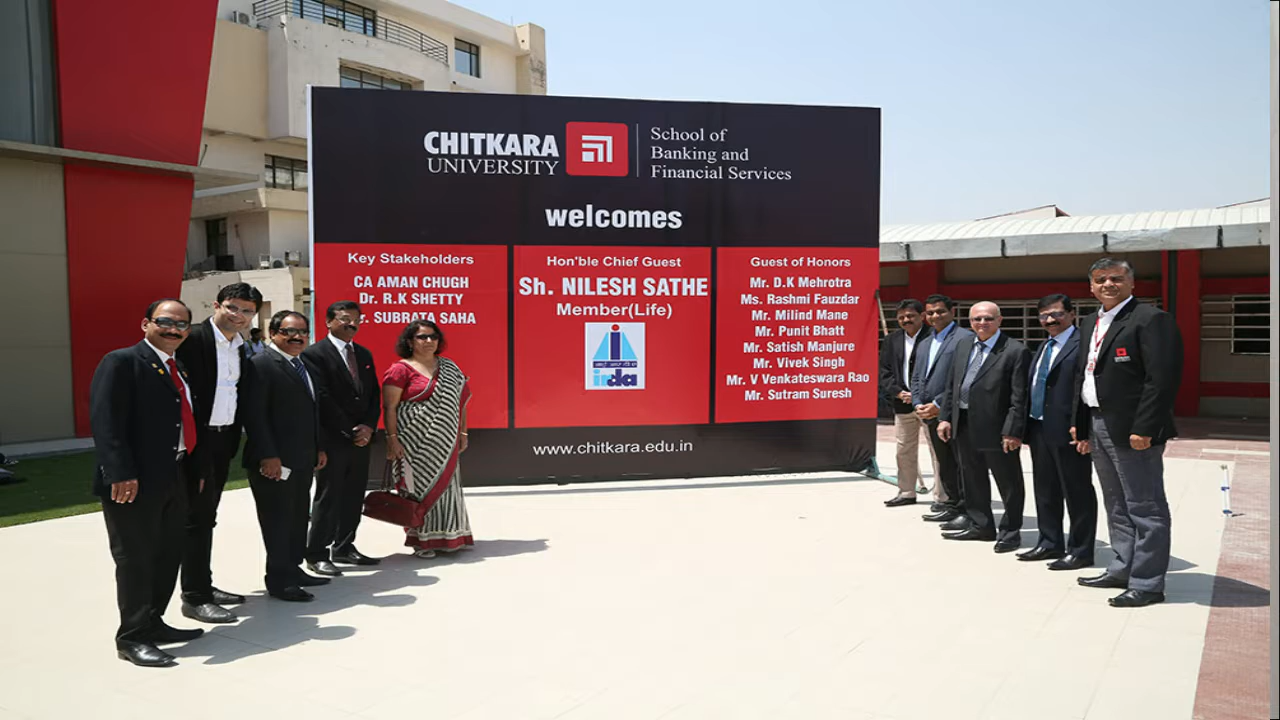 CHITKARA
UNIVERSITY
School of
Banking and
Financial Services
welcomes
Key Stakeholders
CA AMAN CHUGH
Dr. R.K SHETTY
r. SUBRATA SAHA
Hon'ble Chief Guest
Sh. NILESH SATHE
Member(Life)
irda
Guest of Honors
Mr. D.K Mehrotra
Ms. Rashmi Fauzdar
Mr. Milind Mane
Mr. Punit Bhatt
Mr. Satish Manjure
Mr. Vivek Singh
Mr. V Venkateswara Rao
Mr. Sutram Suresh
www.chitkara.edu.in